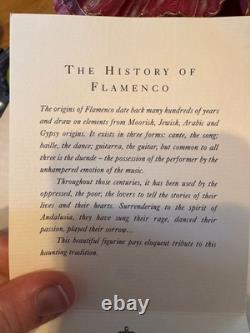 THE HISTORY OF
FLAMENCO
The origins of Flamenco date back many hundreds of years
and draw on elements from Moorish, Jewish, Arabic and
Gypsy origins. It exists in three forms: cante, the song;
baille, the dance; guitarra, the guitar, but common to all
three is the duende - the possession of the performer by the
unhampered emotion of the music.
Throughout those centuries, it has been used by the
oppressed, the poor, the lovers to tell the stories of their
lives and their hearts. Surrendering to the spirit of
Andalusia, they have sung their rage, danced their
passion, played their sorrow...
This beautiful figurine pays eloquent tribute to this
haunting tradition.